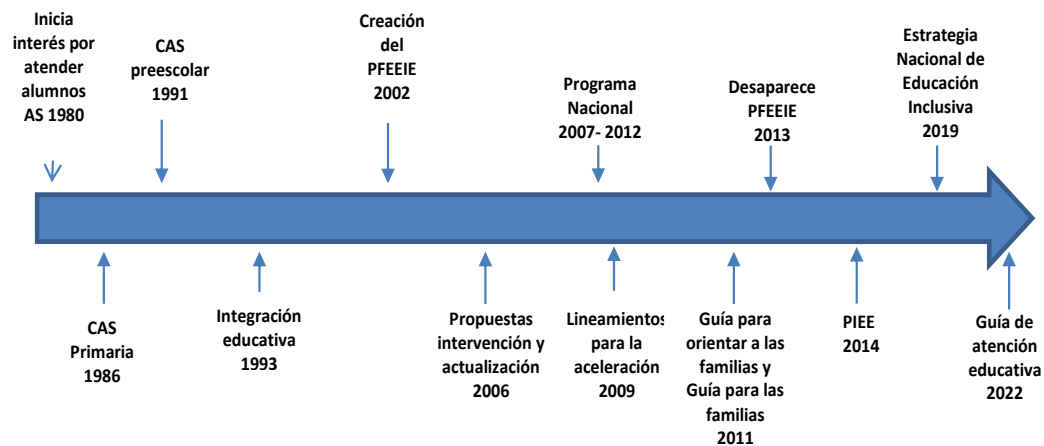 Inicia
interés por
atender
alumnos
AS 1980
CAS
preescolar
1991
Creación
del
PFEEIE
2002
Programa
Nacional
2007- 2012
Desaparece
PFEEIE
2013
Estrategia
Nacional de
Educación
Inclusiva
2019
CAS
Primaria
1986
Integración
educativa
1993
Propuestas
intervención y
actualización
2006
Lineamientos
para la
aceleración
2009
Guía para
orientar a las
familias y
Guía para las
familias
2011
PIEE
2014
Guía de
atención
educativa
2022